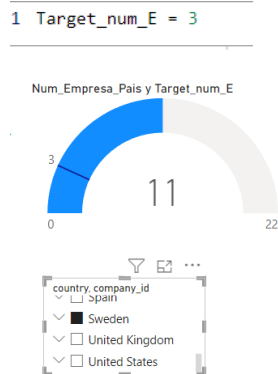 1 Target_num_E = 3
Num_Empresa_Pais y Target_num_E
3
11
0 22
country, company_id
Spain
Sweden
United Kingdom
United States